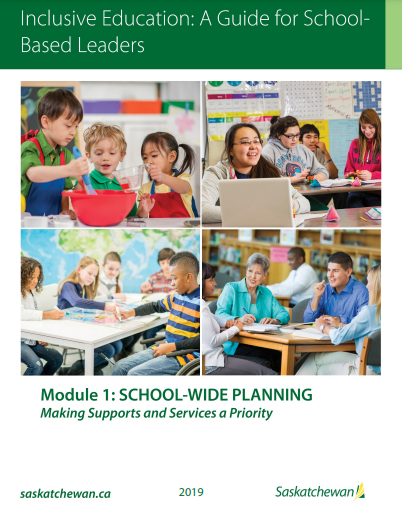 Inclusive Education: A Guide for School-
Based Leaders
Module 1: SCHOOL-WIDE PLANNING
Making Supports and Services a Priority
saskatchewan.ca
2019
Saskatchewan